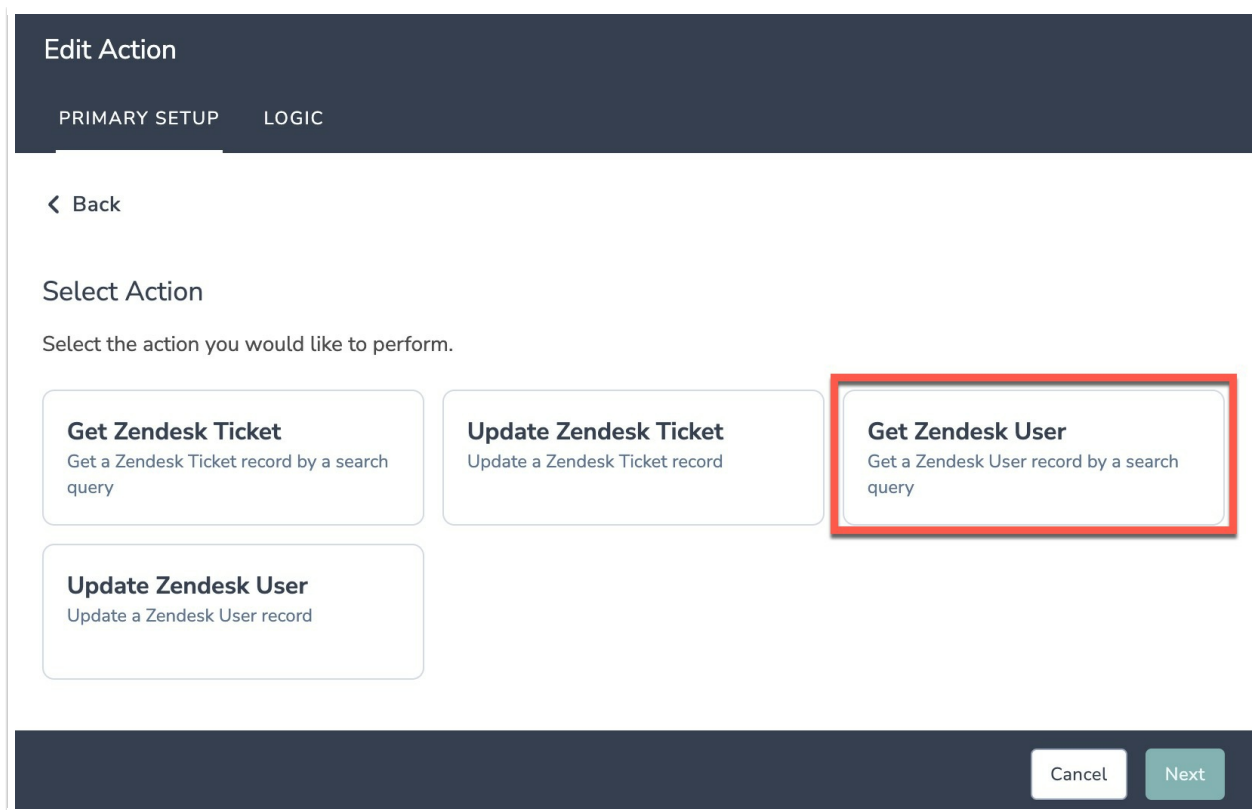 Edit Action
PRIMARY SETUP LOGIC
Back
Select Action
Select the action you would like to perform.
Get Zendesk Ticket
Get a Zendesk Ticket record by a search
query
Update Zendesk Ticket
Update a Zendesk Ticket record
Get Zendesk User
Get a Zendesk User record by a search
query
Update Zendesk User
Update a Zendesk User record
Cancel Next